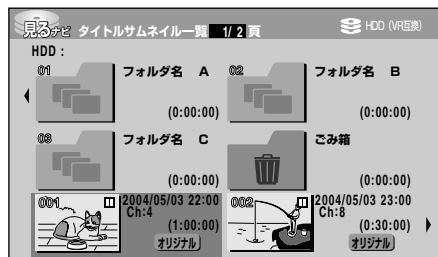 見るナビ タイトルサムネイル一覧 1/ 2 頁 HDD (VR互換)
HDD :
01 フォルダ名 A (0:00:00)
02 フォルダ名 B (0:00:00)
03 フォルダ名 C (0:00:00)
ごみ箱 (0:00:00)
001 2004/05/03 22:00
Ch:4
(1:00:00)
オリジナル
002 2004/05/03 23:00
Ch:8
(0:30:00)
オリジナル